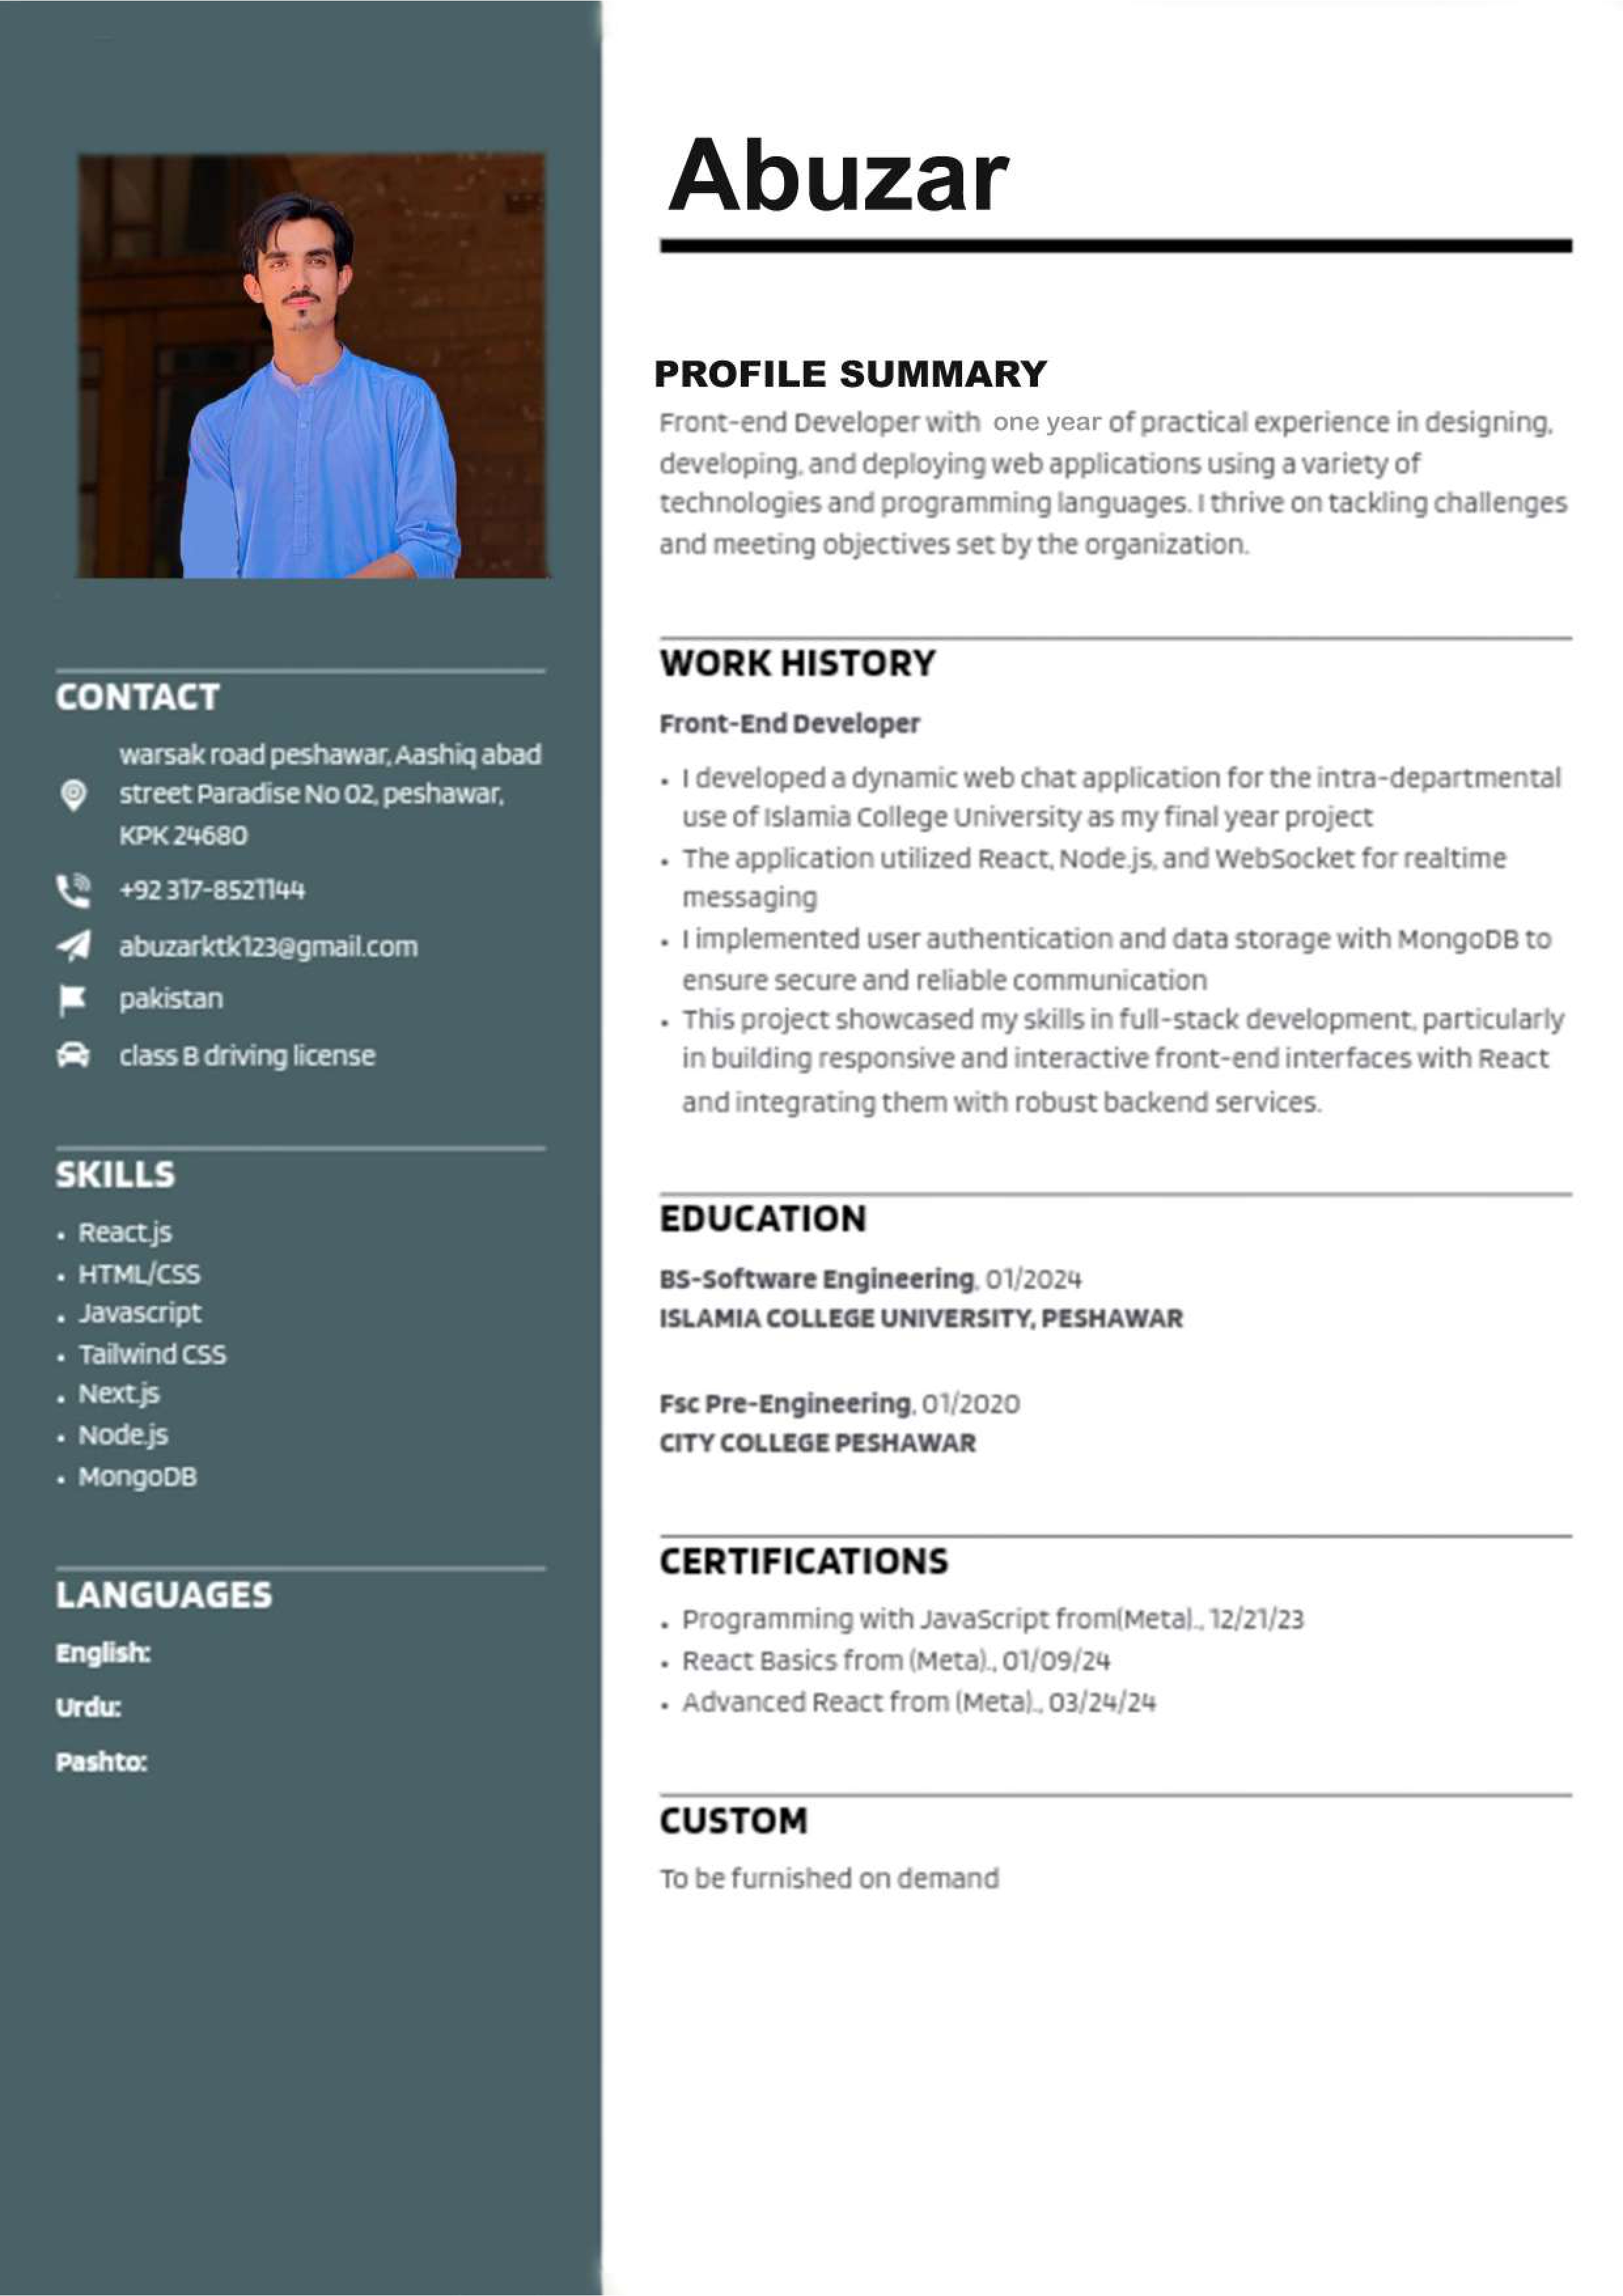 Abuzar
PROFILE SUMMARY
Front-end Developer with one year of practical experience in designing,
developing, and deploying web applications using a variety of
technologies and programming languages. I thrive on tackling challenges
and meeting objectives set by the organization.
WORK HISTORY
Front-End Developer
• I developed a dynamic web chat application for the intra-departmental
use of Islamia College University as my final year project
• The application utilized React, Node.js, and WebSocket for realtime
messaging
• I implemented user authentication and data storage with MongoDB to
ensure secure and reliable communication
• This project showcased my skills in full-stack development, particularly
in building responsive and interactive front-end interfaces with React
and integrating them with robust backend services.
EDUCATION
BS-Software Engineering, 01/2024
ISLAMIA COLLEGE UNIVERSITY, PESHAWAR
Fsc Pre-Engineering, 01/2020
CITY COLLEGE PESHAWAR
CERTIFICATIONS
• Programming with JavaScript from(Meta)., 12/21/23
• React Basics from (Meta)., 01/09/24
• Advanced React from (Meta)., 03/24/24
CUSTOM
To be furnished on demand
CONTACT
warsak road peshawar, Aashiq abad
street Paradise No 02, peshawar,
KPK 24680
+92 317-8521144
abuzarktk123@gmail.com
pakistan
class B driving license
SKILLS
• React.js
• HTML/CSS
• Javascript
• Tailwind CSS
• Next.js
• Node.js
• MongoDB
LANGUAGES
English:
Urdu:
Pashto: